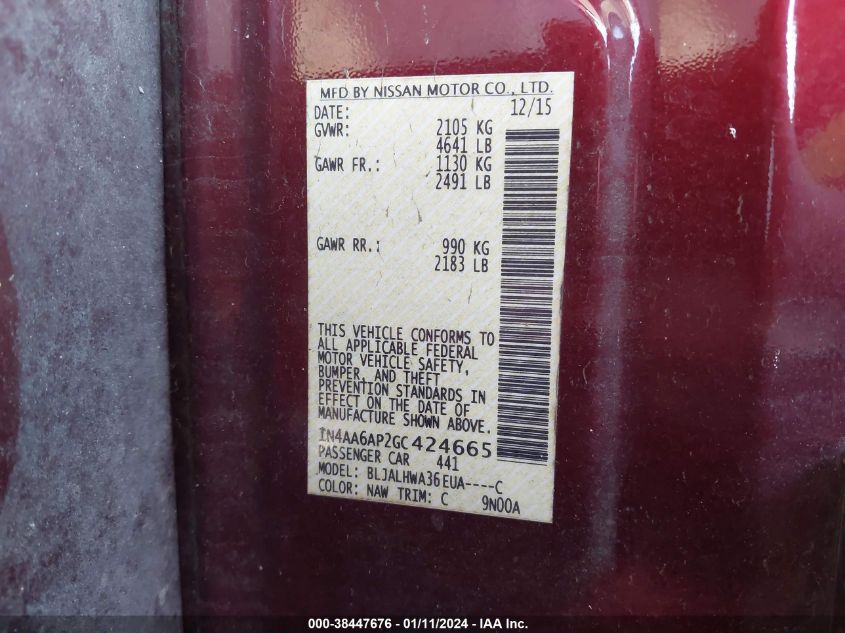 MFD BY NISSAN MOTOR CO., LTD.
DATE: 12/15
GVWR: 2105 KG
4641 LB
GAWR FR.: 1130 KG
2491 LB
GAWR RR.: 990 KG
2183 LB
THIS VEHICLE CONFORMS TO
ALL APPLICABLE FEDERAL
MOTOR VEHICLE SAFETY,
BUMPER, AND THEFT
PREVENTION STANDARDS IN
EFFECT ON THE DATE OF
MANUFACTURE SHOWN ABOVE.
1N4AA6AP2GC424665
PASSENGER CAR 441
MODEL: BLJALHWA36EUA----C
COLOR: NAW TRIM: C 9N00A
000-38447676 - 01/11/2024 - IAA Inc.